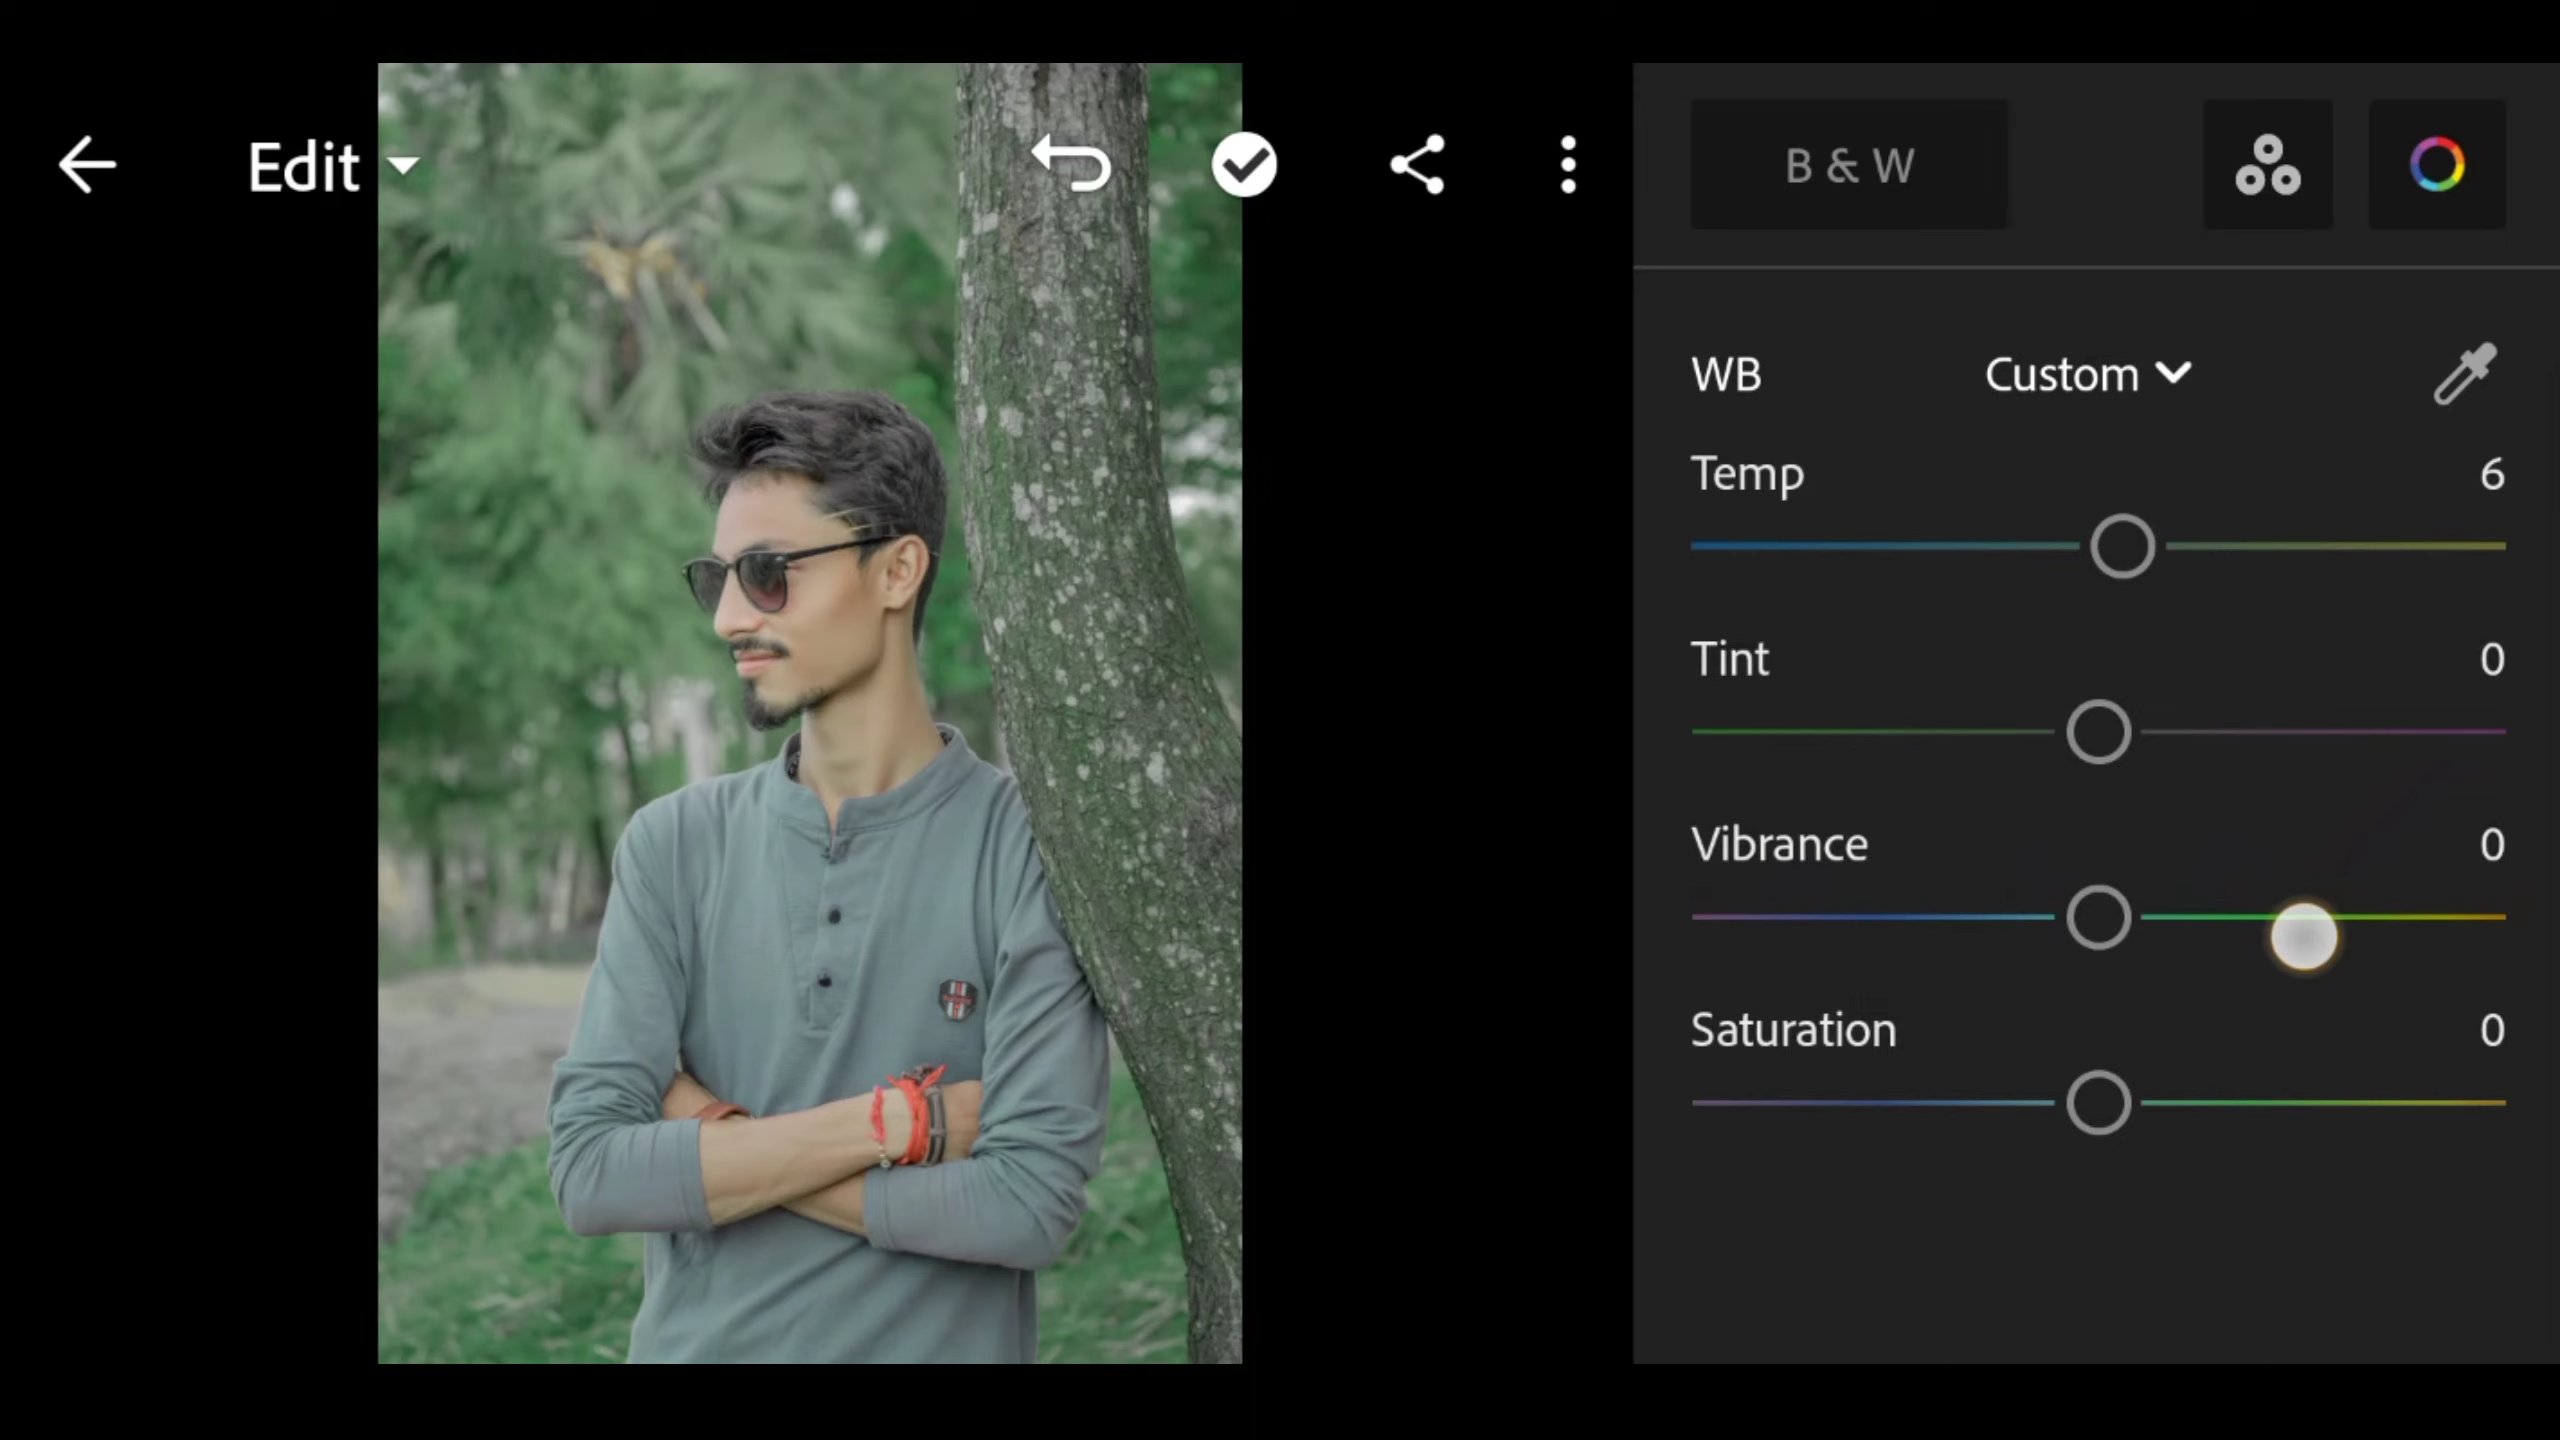 Edit
B & W
WB Custom
Temp 6
Tint 0
Vibrance 0
Saturation 0